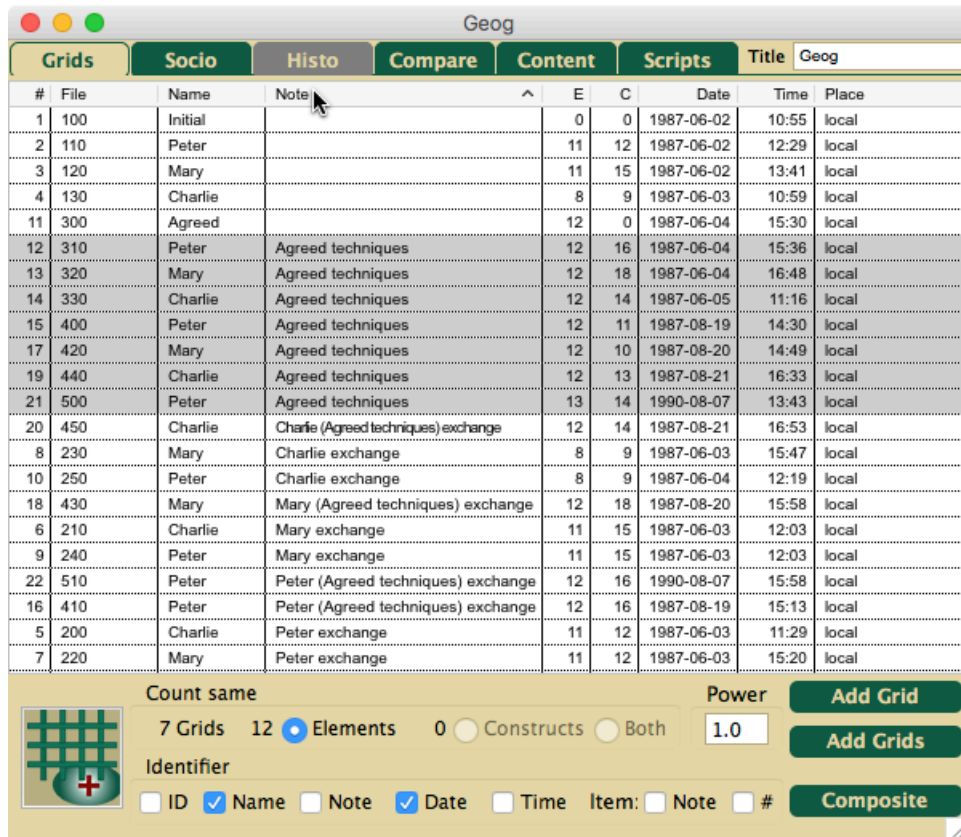 Geog
Grids Socio Histo Compare Content Scripts Title Geog
# File Name Note E C Date Time Place
1 100 Initial 0 0 1987-06-02 10:55 local
2 110 Peter 11 12 1987-06-02 12:29 local
3 120 Mary 11 15 1987-06-02 13:41 local
4 130 Charlie 8 9 1987-06-03 10:59 local
11 300 Agreed 12 0 1987-06-04 15:30 local
12 310 Peter Agreed techniques 12 16 1987-06-04 15:36 local
13 320 Mary Agreed techniques 12 18 1987-06-04 16:48 local
14 330 Charlie Agreed techniques 12 14 1987-06-05 11:16 local
15 400 Peter Agreed techniques 12 11 1987-08-19 14:30 local
17 420 Mary Agreed techniques 12 10 1987-08-20 14:49 local
19 440 Charlie Agreed techniques 12 13 1987-08-21 16:33 local
21 500 Peter Agreed techniques 13 14 1990-08-07 13:43 local
20 450 Charlie Charlie (Agreed techniques) exchange 12 14 1987-08-21 16:53 local
8 230 Mary Charlie exchange 8 9 1987-06-03 15:47 local
10 250 Peter Charlie exchange 8 9 1987-06-04 12:19 local
18 430 Mary Mary (Agreed techniques) exchange 12 18 1987-08-20 15:58 local
6 210 Charlie Mary exchange 11 15 1987-06-03 12:03 local
9 240 Peter Mary exchange 11 15 1987-06-03 12:03 local
22 510 Peter Peter (Agreed techniques) exchange 12 16 1990-08-07 15:58 local
16 410 Peter Peter (Agreed techniques) exchange 12 16 1987-08-19 15:13 local
5 200 Charlie Peter exchange 11 12 1987-06-03 11:29 local
7 220 Mary Peter exchange 11 12 1987-06-03 15:20 local
Count same Power Add Grid
7 Grids 12 Elements 0 Constructs Both 1.0 Add Grids
Identifier
ID Name Note Date Time Item: Note # Composite